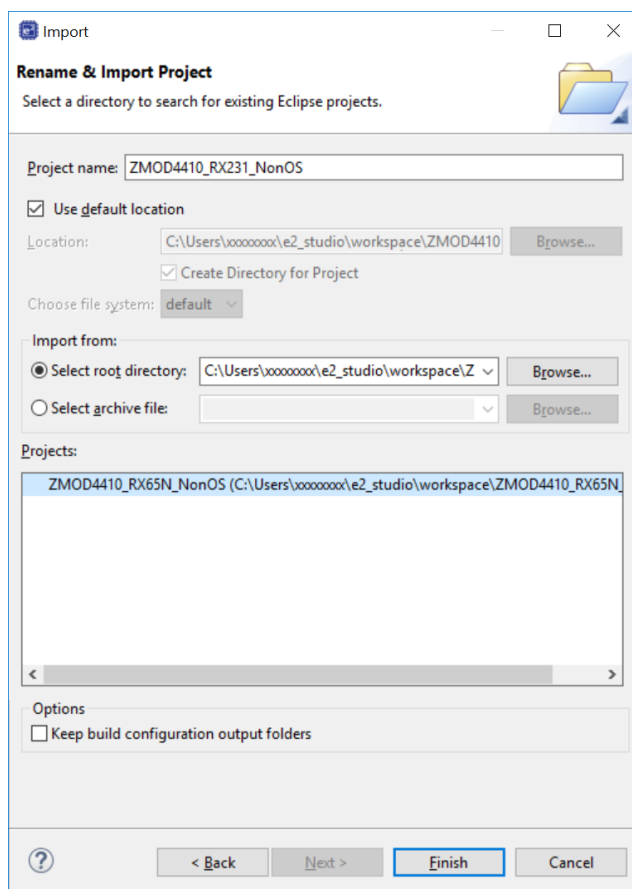 Import
Rename & Import Project
Select a directory to search for existing Eclipse projects.
Project name: ZMOD4410_RX231_NonOS
Use default location
Location: C:\Users\xxxxxxxx\e2_studio\workspace\ZMOD4410 Browse...
Create Directory for Project
Choose file system: default
Import from:
Select root directory: C:\Users\xxxxxxxx\e2_studio\workspace\Z Browse...
Select archive file: Browse...
Projects:
ZMOD4410_RX65N_NonOS (C:\Users\xxxxxxxx\e2_studio\workspace\ZMOD4410_RX65N_
Options
Keep build configuration output folders
? < Back Next > Finish Cancel